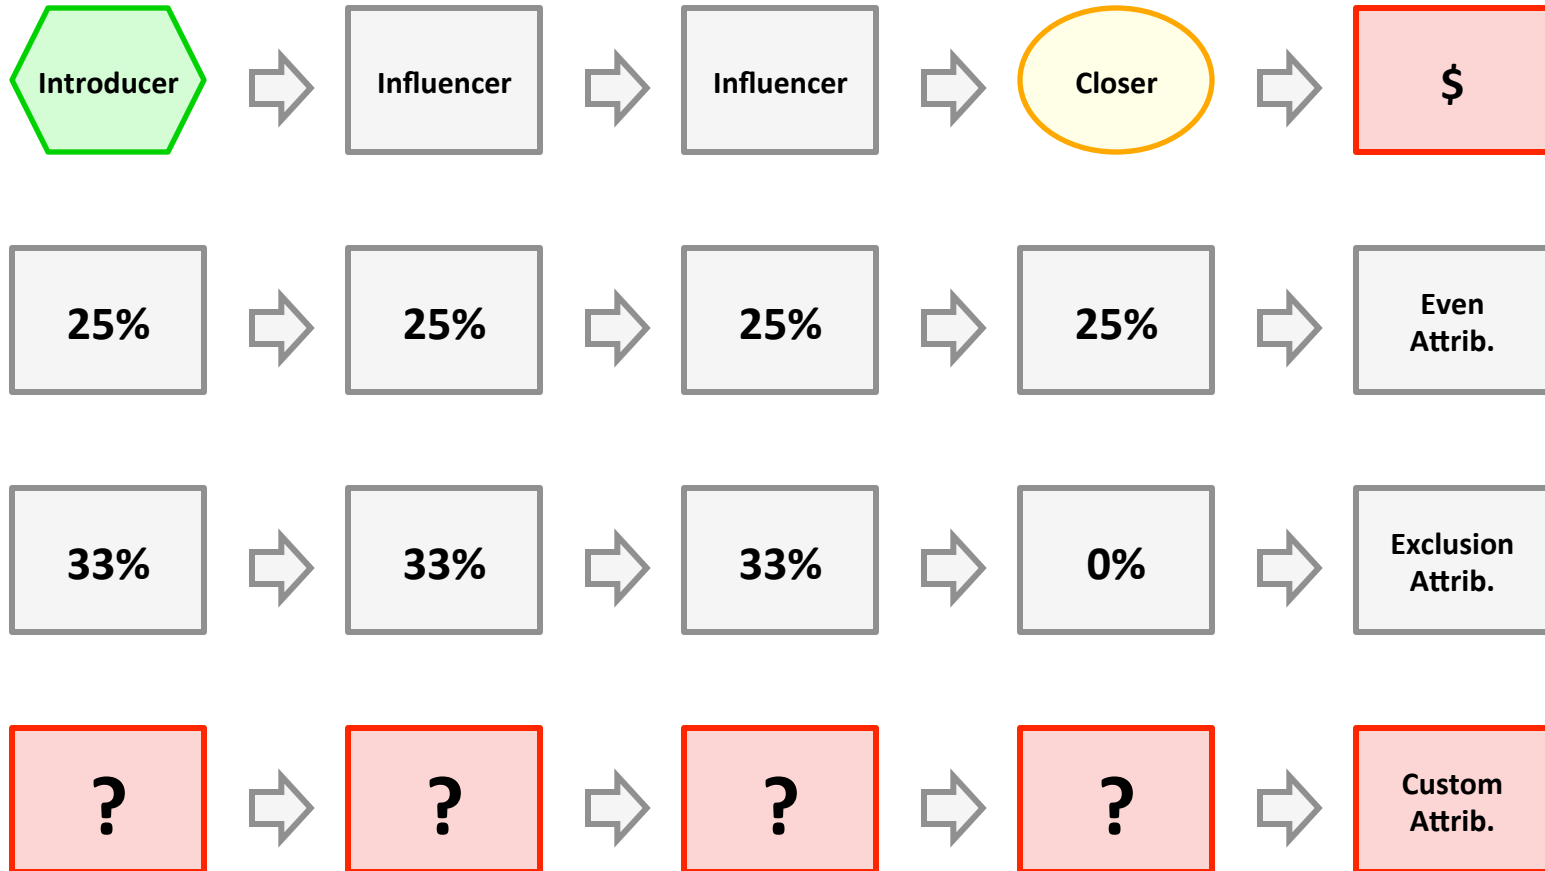 Introducer
Influencer
Influencer
Closer
$
25%
25%
25%
25%
Even
Attrib.
33%
33%
33%
0%
Exclusion
Attrib.
?
?
?
?
Custom
Attrib.